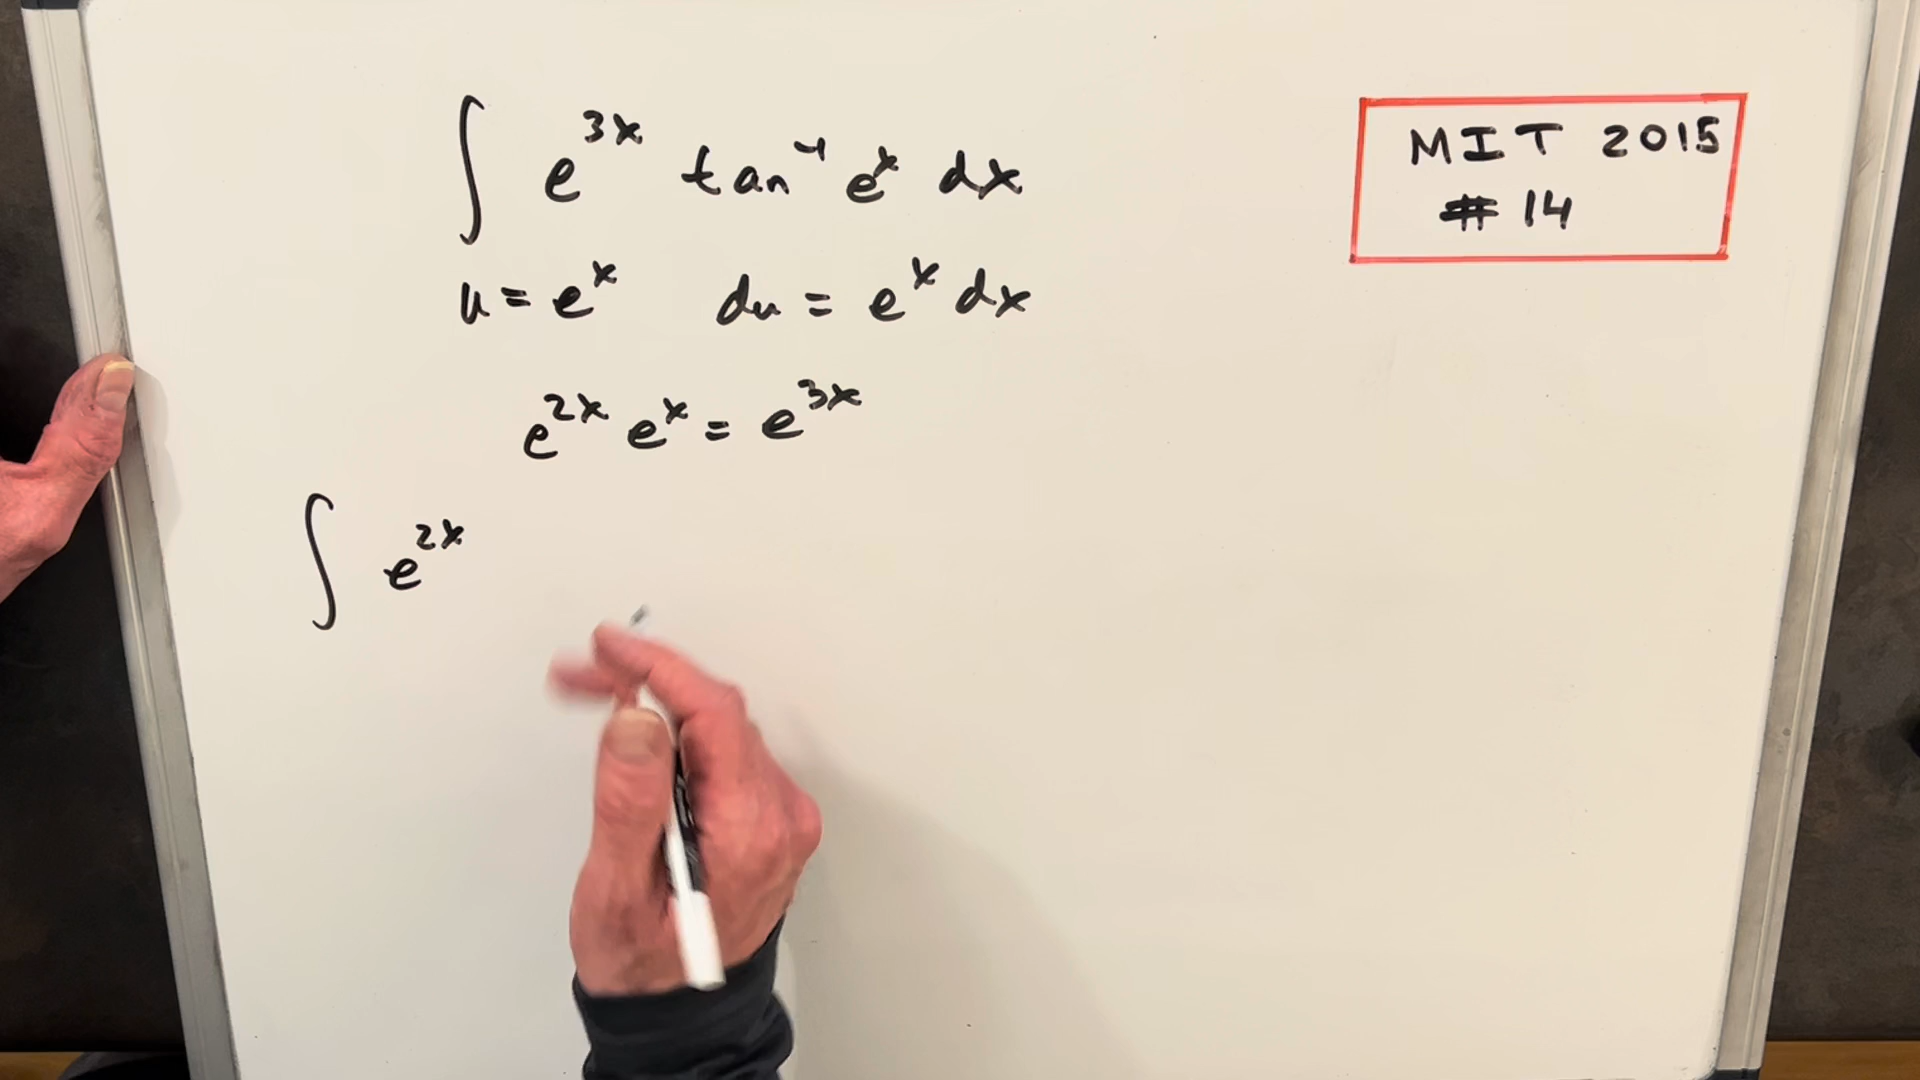 ∫ e^{3x} tan^{-1} e^x dx
MIT 2015
# 14
u = e^x du = e^x dx
e^{2x} e^x = e^{3x}
∫ e^{2x}